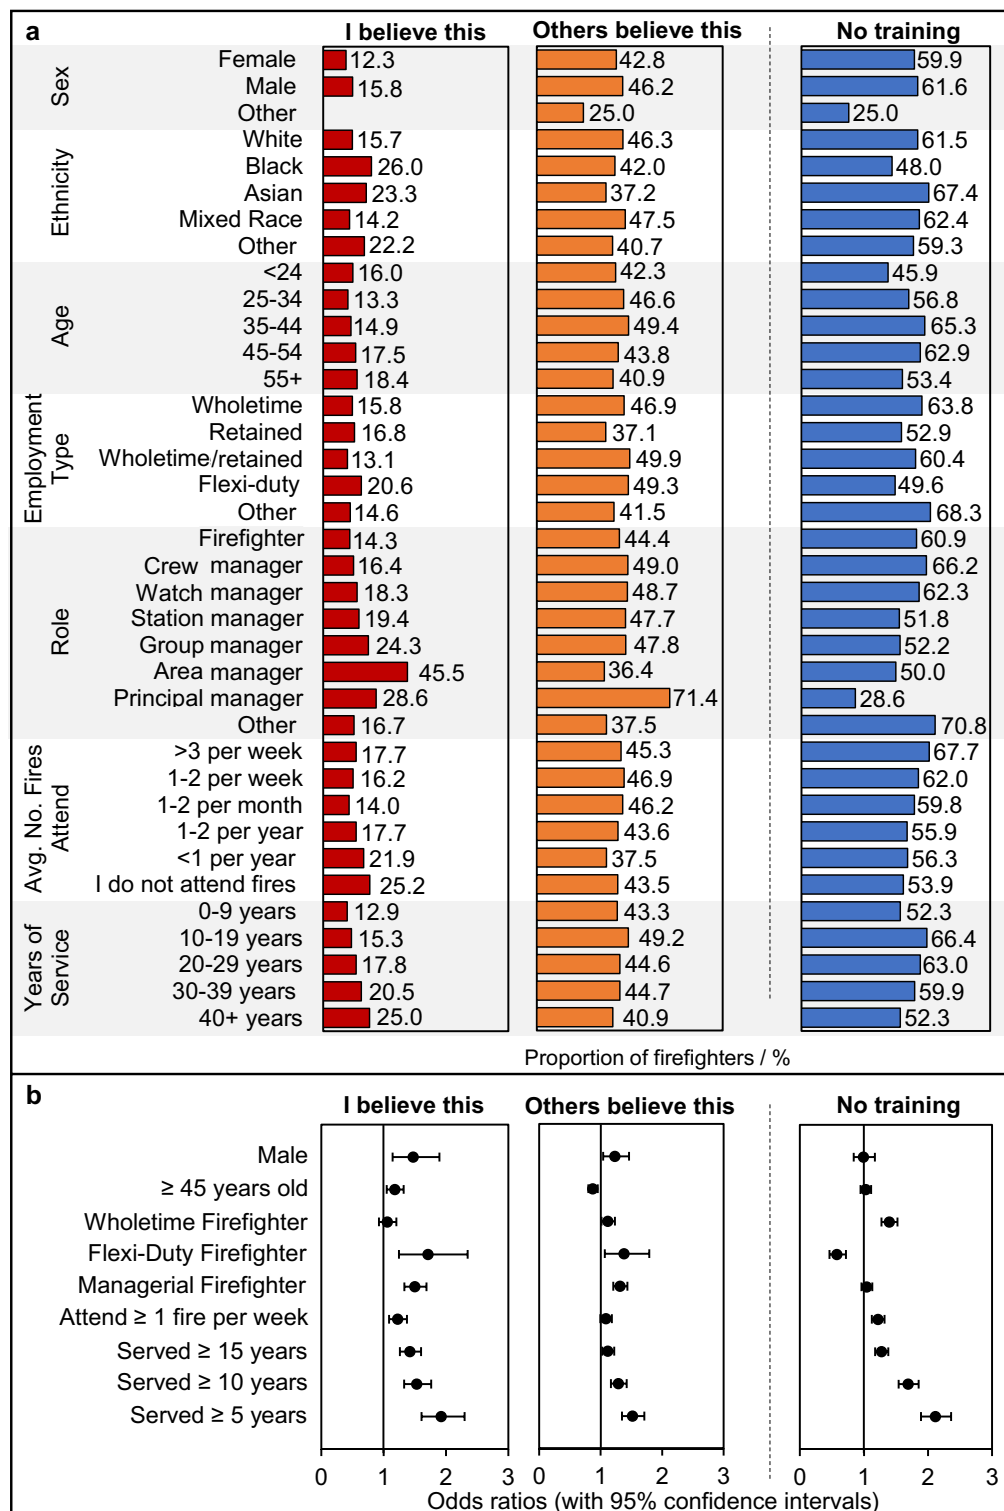 a
I believe this Others believe this No training
Sex
Female 12.3 42.8 59.9
Male 15.8 46.2 61.6
Other 25.0 25.0
Ethnicity
White 15.7 46.3 61.5
Black 26.0 42.0 48.0
Asian 23.3 37.2 67.4
Mixed Race 14.2 47.5 62.4
Other 22.2 40.7 59.3
Age
<24 16.0 42.3 45.9
25-34 13.3 46.6 56.8
35-44 14.9 49.4 65.3
45-54 17.5 43.8 62.9
55+ 18.4 40.9 53.4
Employment
Type
Wholetime 15.8 46.9 63.8
Retained 16.8 37.1 52.9
Wholetime/retained 13.1 49.9 60.4
Flexi-duty 20.6 49.3 49.6
Other 14.6 41.5 68.3
Role
Firefighter 14.3 44.4 60.9
Crew manager 16.4 49.0 66.2
Watch manager 18.3 48.7 62.3
Station manager 19.4 47.7 51.8
Group manager 24.3 47.8 52.2
Area manager 45.5 36.4 50.0
Principal manager 28.6 71.4 28.6
Other 16.7 37.5 70.8
Avg. No. Fires
Attend
>3 per week 17.7 45.3 67.7
1-2 per week 16.2 46.9 62.0
1-2 per month 14.0 46.2 59.8
1-2 per year 17.7 43.6 55.9
<1 per year 21.9 37.5 56.3
I do not attend fires 25.2 43.5 53.9
Years of
Service
0-9 years 12.9 43.3 52.3
10-19 years 15.3 49.2 66.4
20-29 years 17.8 44.6 63.0
30-39 years 20.5 44.7 59.9
40+ years 25.0 40.9 52.3
Proportion of firefighters / %
b
I believe this Others believe this No training
Male
≥ 45 years old
Wholetime Firefighter
Flexi-Duty Firefighter
Managerial Firefighter
Attend ≥ 1 fire per week
Served ≥ 15 years
Served ≥ 10 years
Served ≥ 5 years
0 1 2 3 0 1 2 3 0 1 2 3
Odds ratios (with 95% confidence intervals)